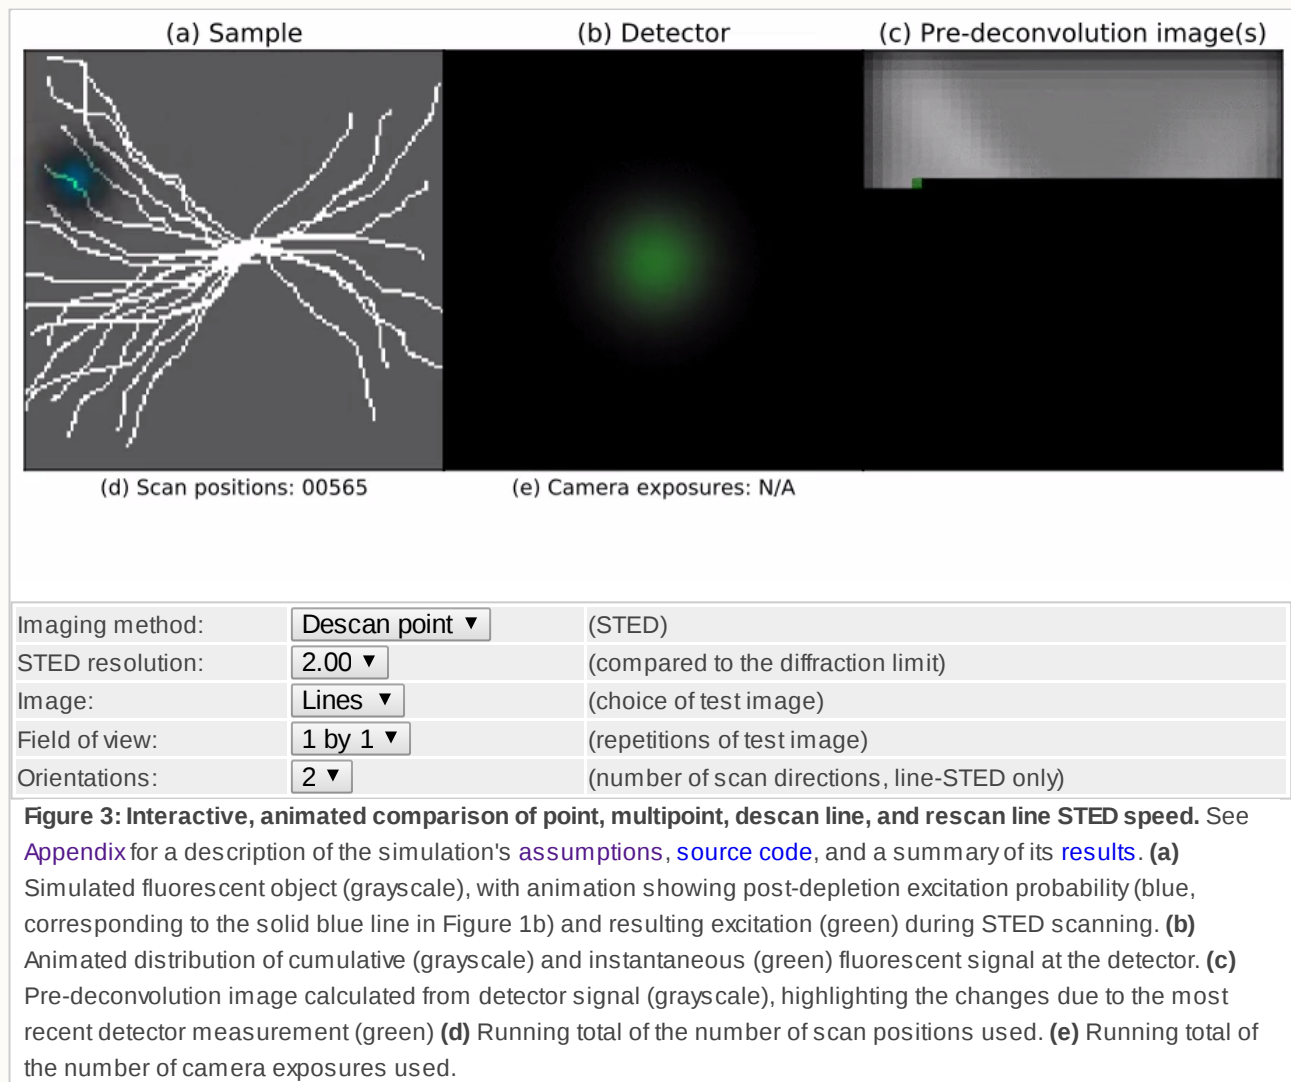 (a) Sample (b) Detector (c) Pre-deconvolution image(s)
(d) Scan positions: 00565 (e) Camera exposures: N/A
Imaging method: Descan point ▼ (STED)
STED resolution: 2.00 ▼ (compared to the diffraction limit)
Image: Lines ▼ (choice of test image)
Field of view: 1 by 1 ▼ (repetitions of test image)
Orientations: 2 ▼ (number of scan directions, line-STED only)
Figure 3: Interactive, animated comparison of point, multipoint, descan line, and rescan line STED speed. See
Appendix for a description of the simulation's assumptions, source code, and a summary of its results. (a)
Simulated fluorescent object (grayscale), with animation showing post-depletion excitation probability (blue,
corresponding to the solid blue line in Figure 1b) and resulting excitation (green) during STED scanning. (b)
Animated distribution of cumulative (grayscale) and instantaneous (green) fluorescent signal at the detector. (c)
Pre-deconvolution image calculated from detector signal (grayscale), highlighting the changes due to the most
recent detector measurement (green) (d) Running total of the number of scan positions used. (e) Running total of
the number of camera exposures used.